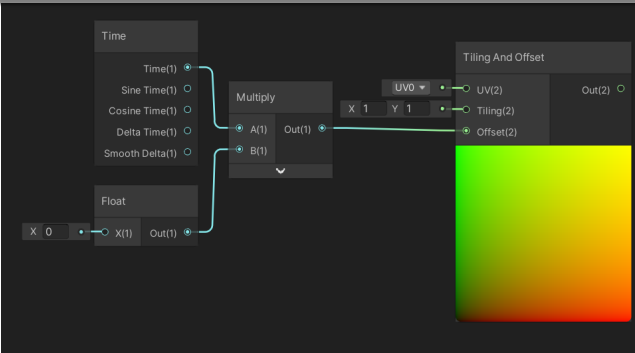 Time
Time(1)
Sine Time(1)
Cosine Time(1)
Delta Time(1)
Smooth Delta(1)
Float
X 0
X(1) Out(1)
Multiply
A(1) Out(1)
B(1)
Tiling And Offset
UV0 UV(2) Out(2)
X 1 Y 1 Tiling(2)
Offset(2)